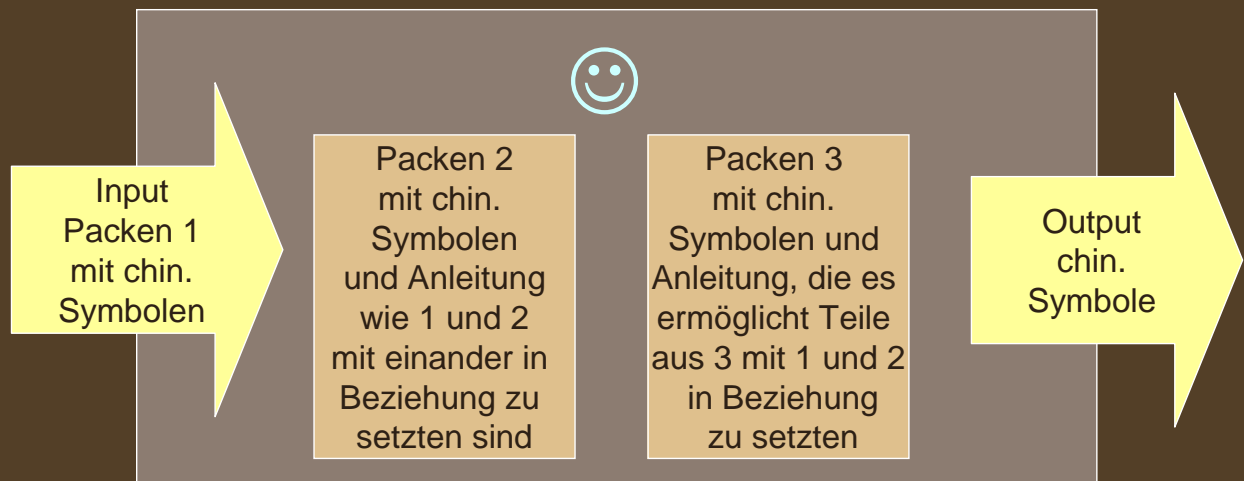 Input
Packen 1
mit chin.
Symbolen
Packen 2
mit chin.
Symbolen
und Anleitung
wie 1 und 2
mit einander in
Beziehung zu
setzten sind
Packen 3
mit chin.
Symbolen und
Anleitung, die es
ermöglicht Teile
aus 3 mit 1 und 2
in Beziehung
zu setzten
Output
chin.
Symbole